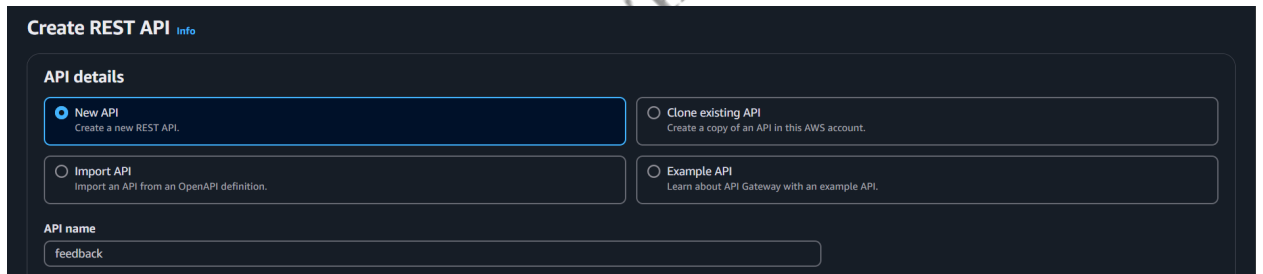 Create REST API Info
API details
New API
Create a new REST API.
Clone existing API
Create a copy of an API in this AWS account.
Import API
Import an API from an OpenAPI definition.
Example API
Learn about API Gateway with an example API.
API name
feedback